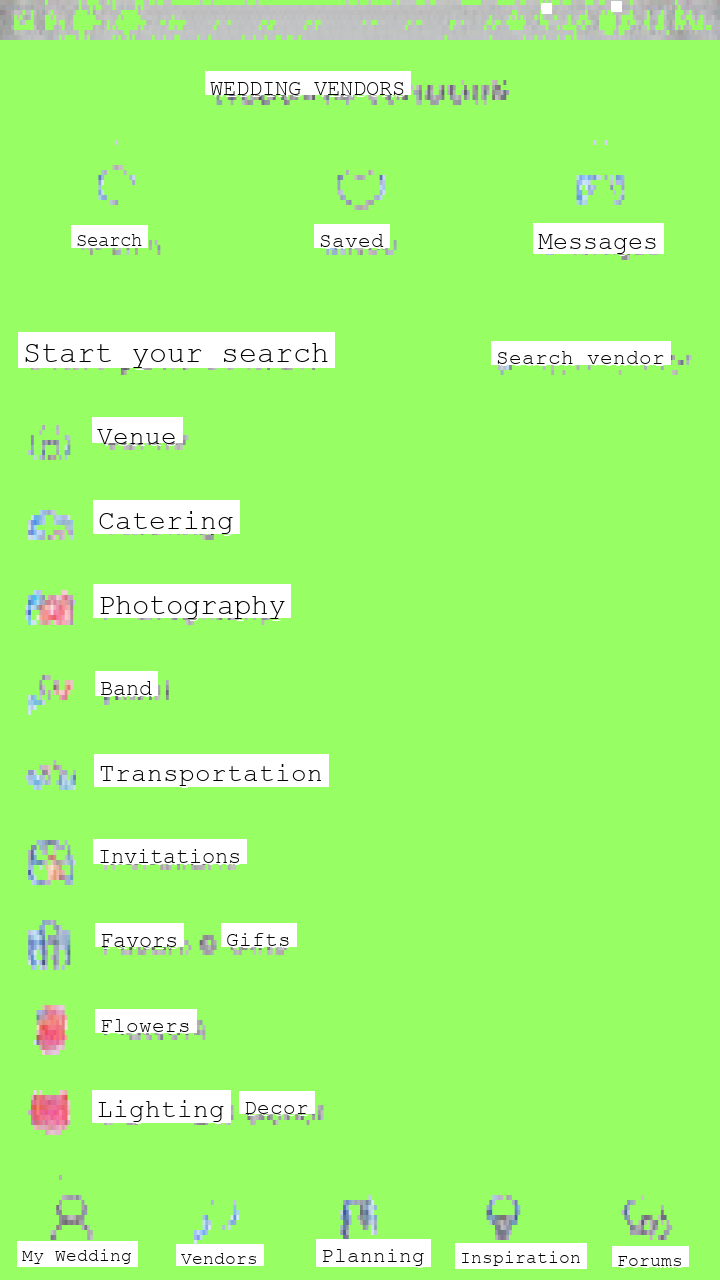 WEDDING VENDORS
Search Saved Messages
Start your search Search vendor
Venue
Catering
Photography
Band
Transportation
Invitations
Favors Gifts
Flowers
Lighting Decor
My Wedding Vendors Planning Inspiration Forums